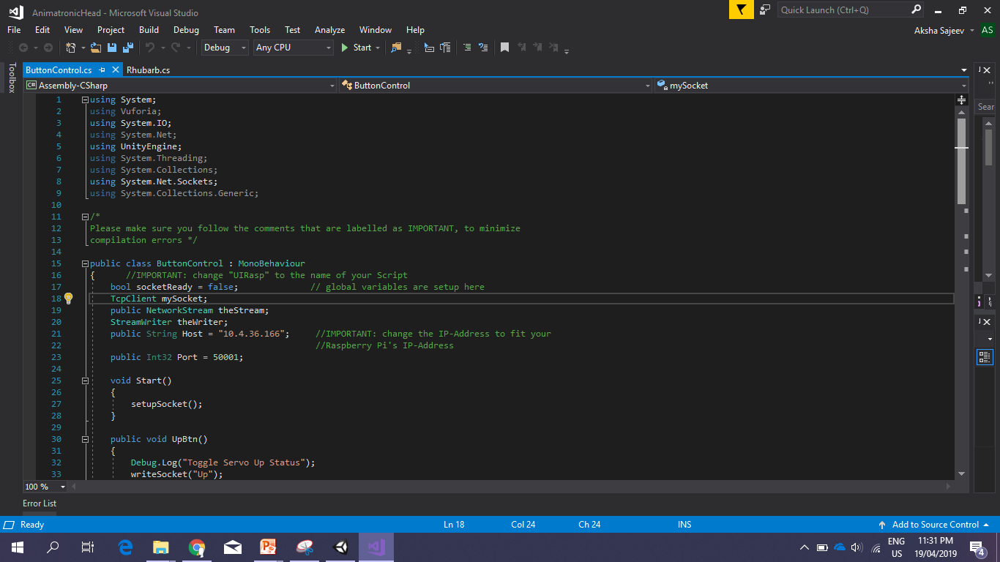 AnimatronicHead - Microsoft Visual Studio
Quick Launch (Ctrl+Q)
File Edit View Project Build Debug Team Tools Test Analyze Window Help
Aksha Sajeev AS
Debug Any CPU Start
Toolbox
ButtonControl.cs Rhubarb.cs
C# Assembly-CSharp ButtonControl mySocket
Sear
1 using System;
2 using Vuforia;
3 using System.IO;
4 using System.Net;
5 using UnityEngine;
6 using System.Threading;
7 using System.Collections;
8 using System.Net.Sockets;
9 using System.Collections.Generic;
10
11 /*
12 Please make sure you follow the comments that are labelled as IMPORTANT, to minimize
13 compilation errors */
14
15 public class ButtonControl : MonoBehaviour
16 { //IMPORTANT: change "UIRasp" to the name of your Script
17 bool socketReady = false; // global variables are setup here
18 TcpClient mySocket;
19 public NetworkStream theStream;
20 StreamWriter theWriter;
21 public String Host = "10.4.36.166"; //IMPORTANT: change the IP-Address to fit your
22 //Raspberry Pi's IP-Address
23 public Int32 Port = 50001;
24
25 void Start()
26 {
27 setupSocket();
28 }
29
30 public void UpBtn()
31 {
32 Debug.Log("Toggle Servo Up Status");
33 writeSocket("Up");
100 %
Error List
Ready Ln 18 Col 24 Ch 24 INS Add to Source Control
ENG 11:31 PM
US 19/04/2019 4